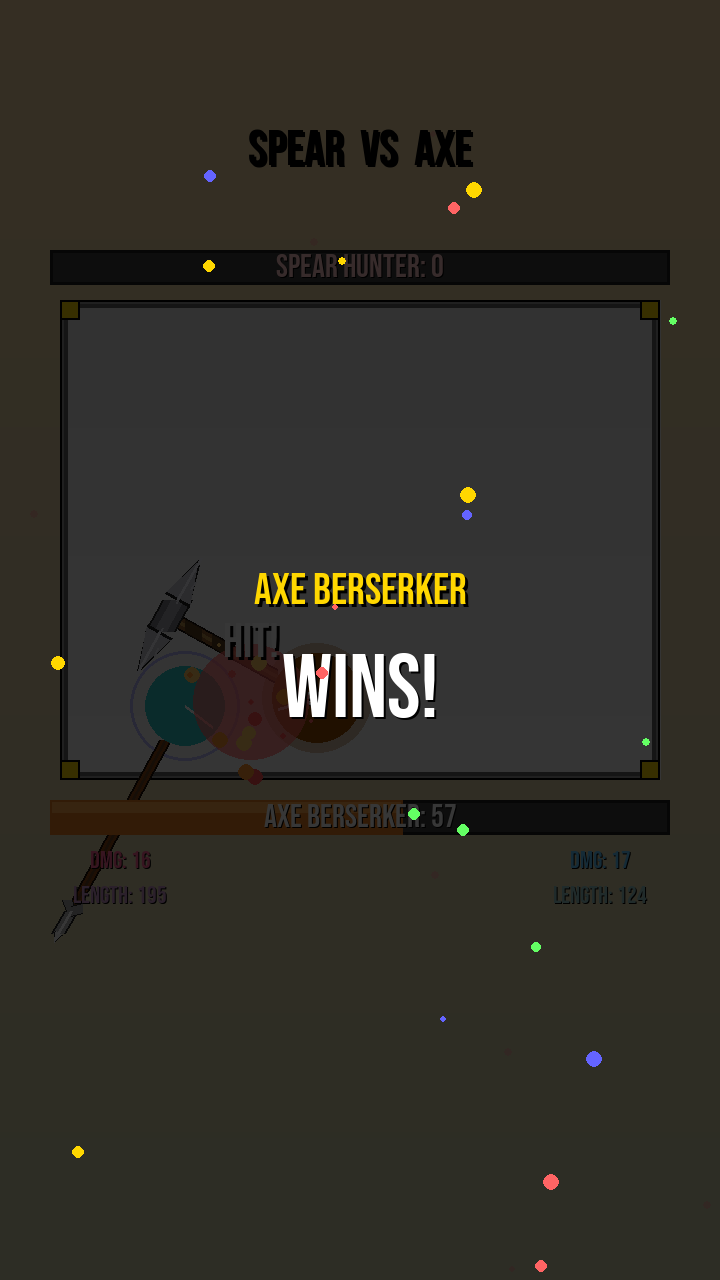 SPEAR VS AXE
SPEAR HUNTER: 0
AXE BERSERKER
HIT!
WINS!
AXE BERSERKER: 57
DMG: 16
DMG: 17
LENGTH: 195
LENGTH: 124